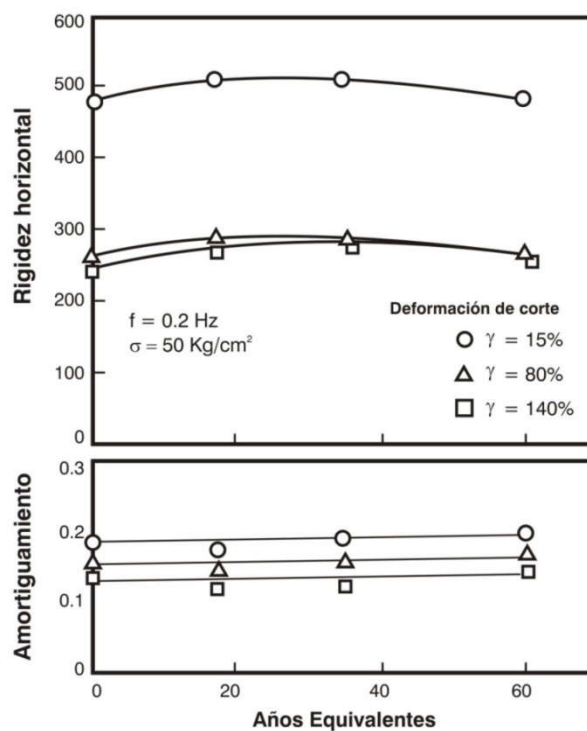 600
500
400
300
200
100
0
Rigidez horizontal
f = 0.2 Hz
σ = 50 Kg/cm²
Deformación de corte
γ = 15%
γ = 80%
γ = 140%
0.3
0.2
0.1
0
Amortiguamiento
0 20 40 60
Años Equivalentes